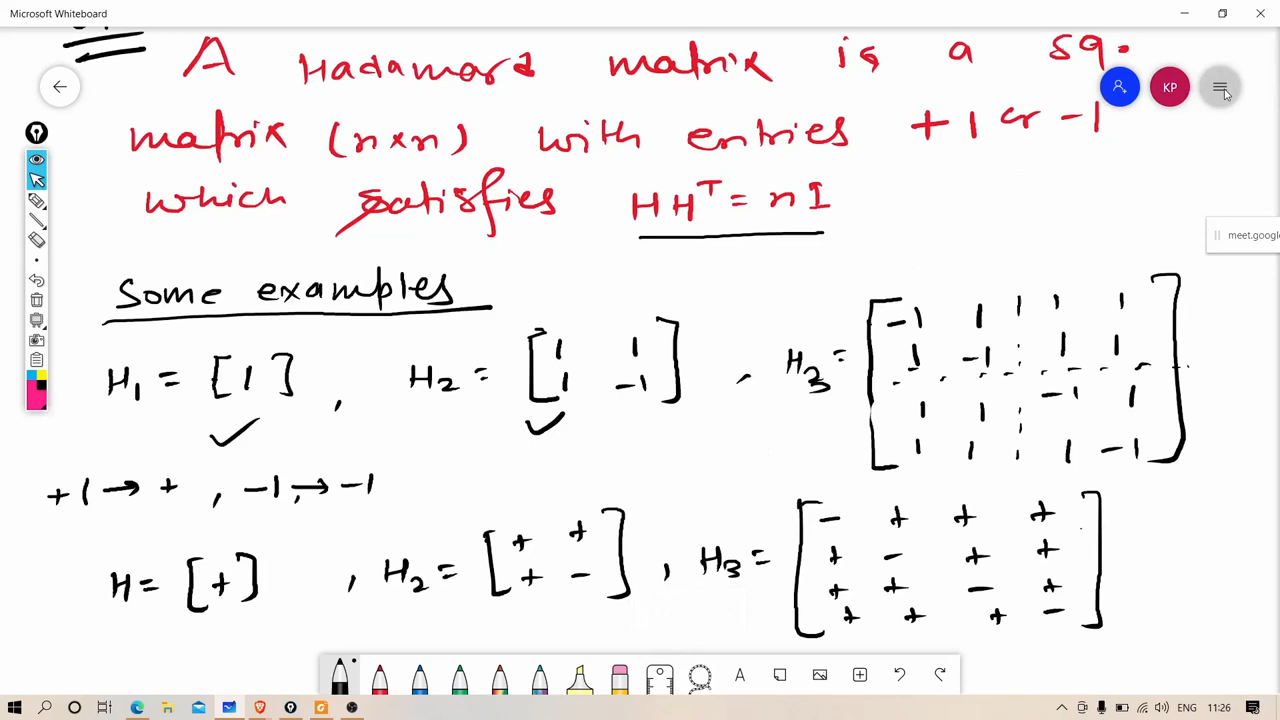 Microsoft Whiteboard
A Hadamard matrix is a sq.
KP
matrix (n×n) with entries +1 or -1
which satisfies HH^T = nI
meet.google
Some examples
H1 = [1], H2 = [1 1
1 -1], H3 = [-1 1 1 1
1 -1 1 1
1 1 -1 1
1 1 1 -1]
+1 → + , -1, → -1
H = [+] , H2 = [+ +
+ -], H3 = [- + + +
+ - + +
+ + - +
+ + + -]
A
ENG 11:26